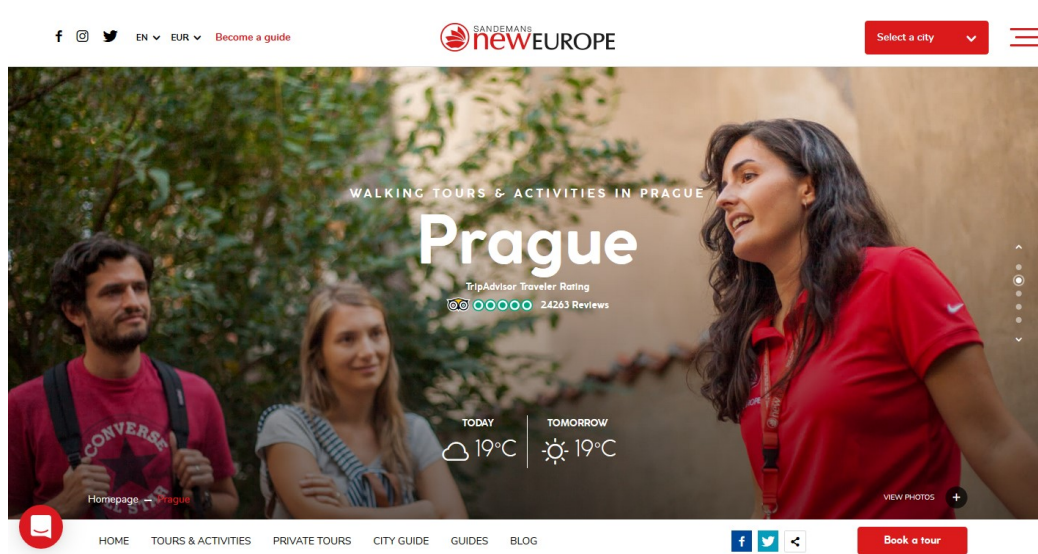 EN EUR Become a guide
SANDEMANs
newEUROPE
Select a city
WALKING TOURS & ACTIVITIES IN PRAGUE
Prague
TripAdvisor Traveler Rating
24263 Reviews
TODAY
19°C
TOMORROW
19°C
CONVERSE
Homepage — Prague
VIEW PHOTOS
HOME TOURS & ACTIVITIES PRIVATE TOURS CITY GUIDE GUIDES BLOG
Book a tour